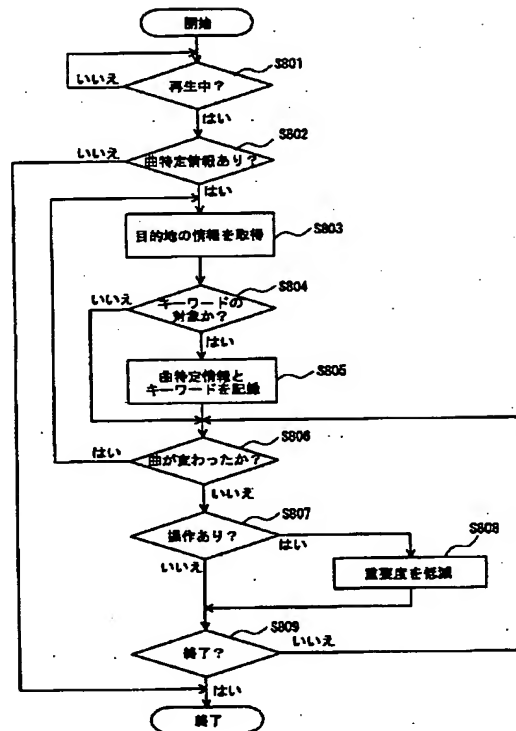 開始
S801
再生中?
いいえ
はい
S802
曲特定情報あり?
いいえ
はい
目的地の情報を取得
S803
S804
キーワードの
対象か?
いいえ
はい
曲特定情報と
キーワードを記録
S805
S806
曲が変わったか?
はい
いいえ
S807
操作あり?
はい
いいえ
S808
重要度を低減
S809
終了?
いいえ
はい
終了